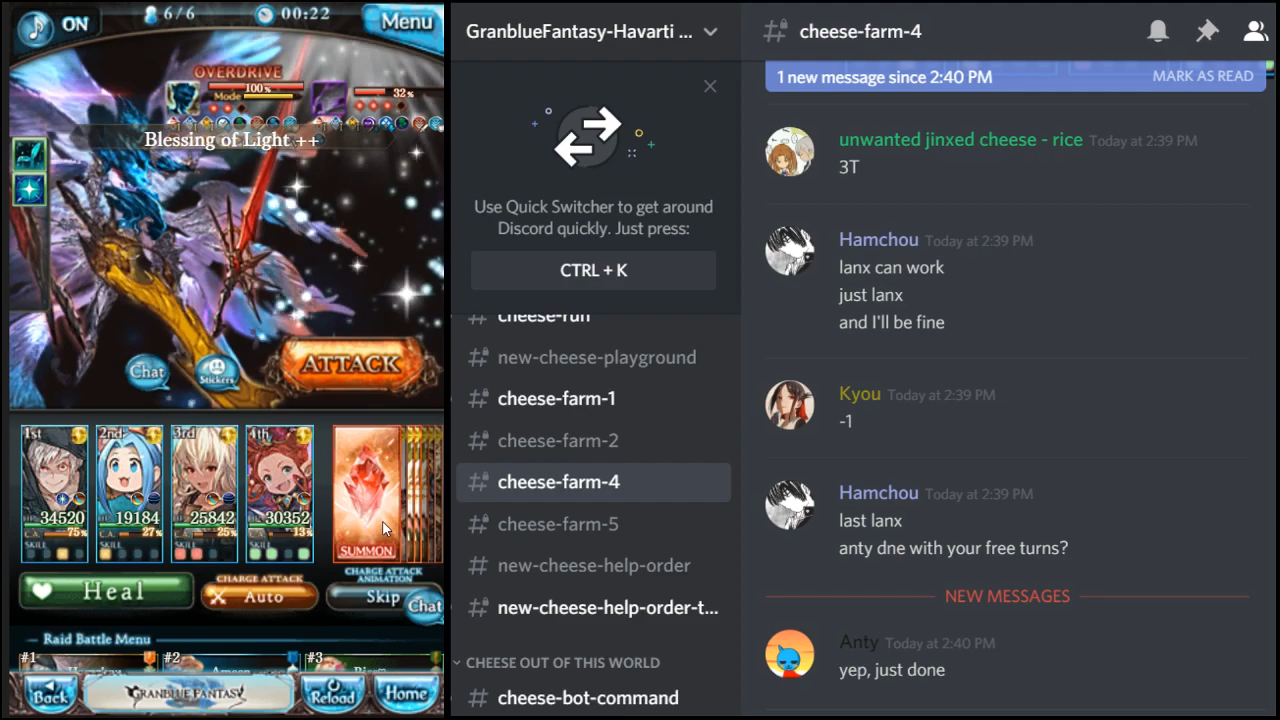 ON
6/6
00:22
Menu
OVERDRIVE
100%
Mode
32%
Blessing of Light ++
Chat
Stickers
ATTACK
1st
2nd
3rd
4th
34520
19184
25842
30352
C.A. 75%
C.A. 27%
C.A. 25%
C.A. 13%
SKILL
SKILL
SKILL
SKILL
SUMMON
Heal
CHARGE ATTACK
Auto
CHARGE ATTACK
ANIMATION
Skip
Chat
Raid Battle Menu
#1
#2
#3
Back
GRANBLUE FANTASY
Reload
Home
GranblueFantasy-Havarti ...
Use Quick Switcher to get around
Discord quickly. Just press:
CTRL + K
cheese-run
new-cheese-playground
cheese-farm-1
cheese-farm-2
cheese-farm-4
cheese-farm-5
new-cheese-help-order
new-cheese-help-order-t...
CHEESE OUT OF THIS WORLD
cheese-bot-command
cheese-farm-4
1 new message since 2:40 PM
MARK AS READ
unwanted jinxed cheese - rice Today at 2:39 PM
3T
Hamchou Today at 2:39 PM
lanx can work
just lanx
and I'll be fine
Kyou Today at 2:39 PM
-1
Hamchou Today at 2:39 PM
last lanx
anty dne with your free turns?
NEW MESSAGES
Anty Today at 2:40 PM
yep, just done